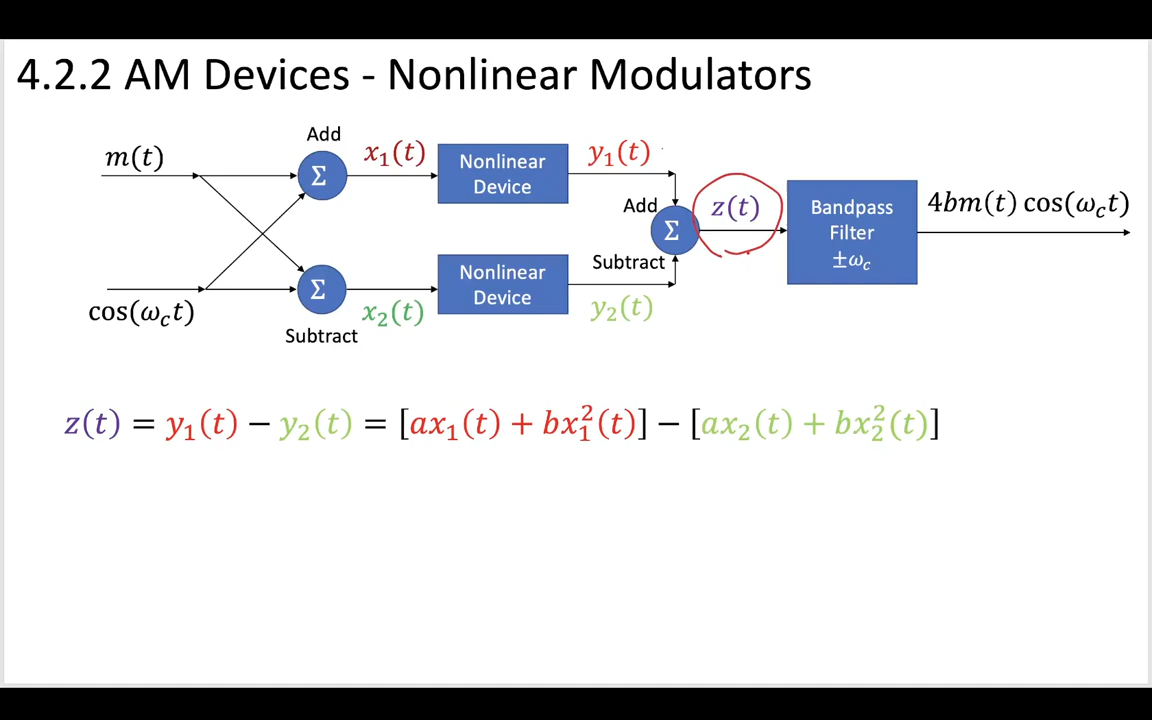 4.2.2 AM Devices - Nonlinear Modulators
Add
m(t)
Σ
x₁(t)
Nonlinear
Device
y₁(t)
Add
Σ
Subtract
z(t)
Bandpass
Filter
±ω_c
4bm(t) cos(ω_c t)
cos(ω_c t)
Σ
Subtract
x₂(t)
Nonlinear
Device
y₂(t)
z(t) = y₁(t) − y₂(t) = [ax₁(t) + bx₁²(t)] − [ax₂(t) + bx₂²(t)]